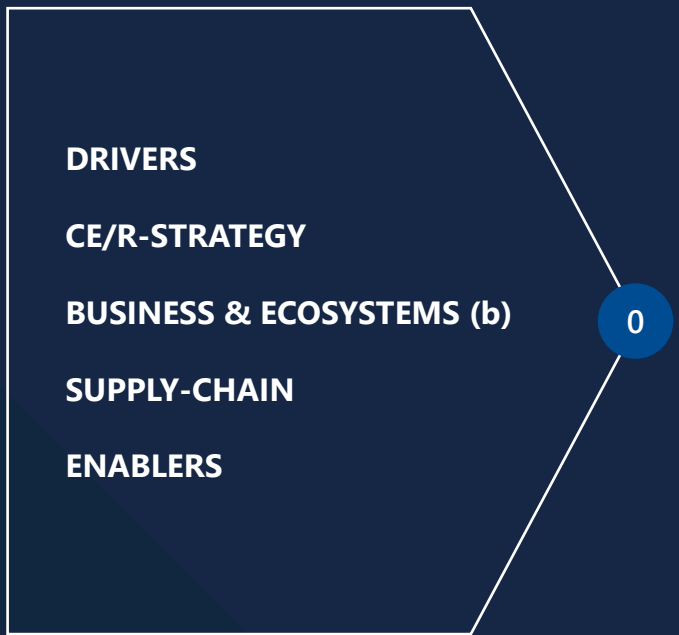 DRIVERS
CE/R-STRATEGY
BUSINESS & ECOSYSTEMS (b)
0
SUPPLY-CHAIN
ENABLERS